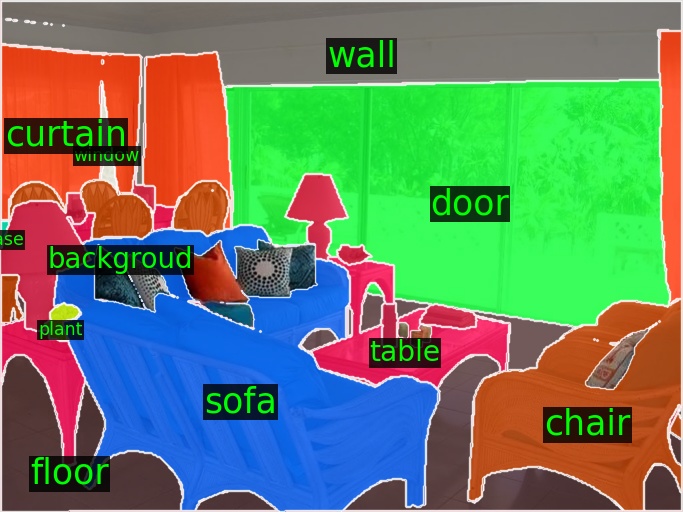 wall
curtain
window
door
ase
backgroud
plant
table
sofa
chair
floor